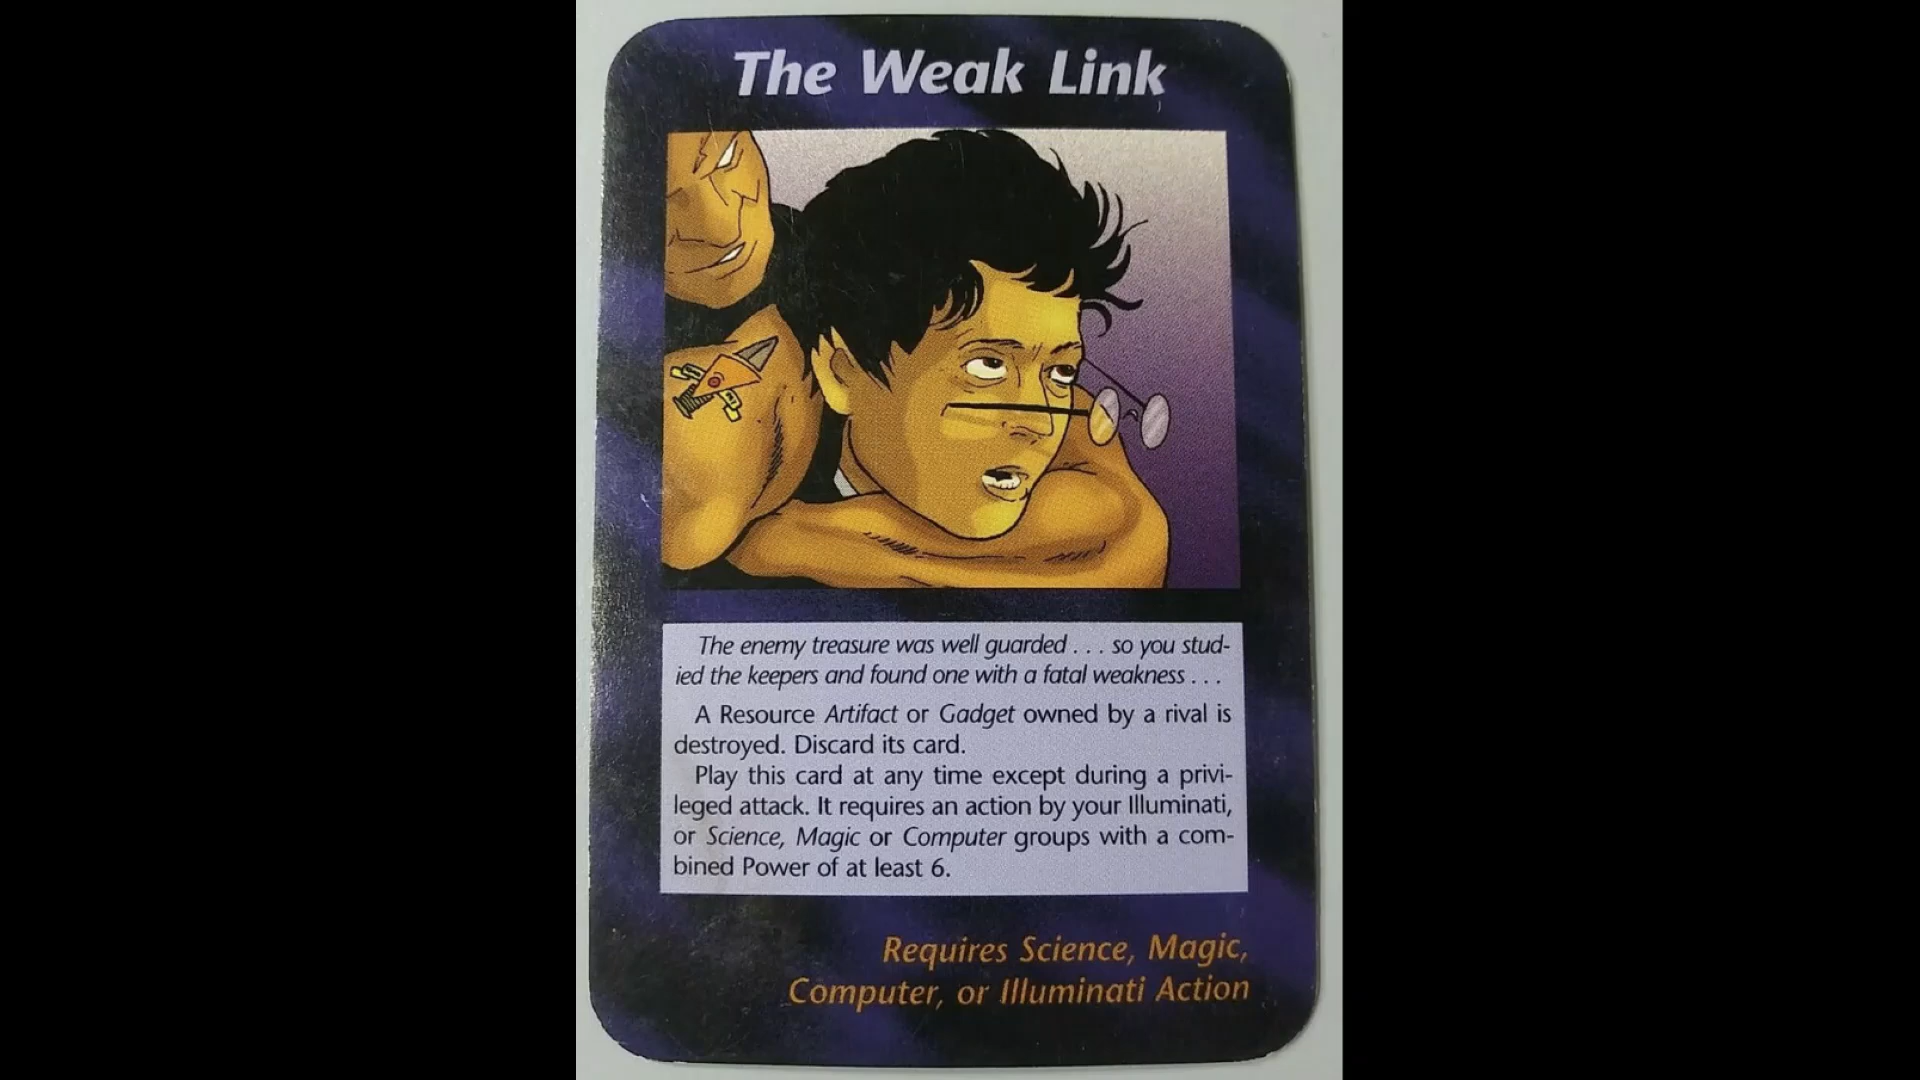 The Weak Link
The enemy treasure was well guarded . . . so you stud-
ied the keepers and found one with a fatal weakness . . .
A Resource Artifact or Gadget owned by a rival is
destroyed. Discard its card.
Play this card at any time except during a privi-
leged attack. It requires an action by your Illuminati,
or Science, Magic or Computer groups with a com-
bined Power of at least 6.
Requires Science, Magic,
Computer, or Illuminati Action